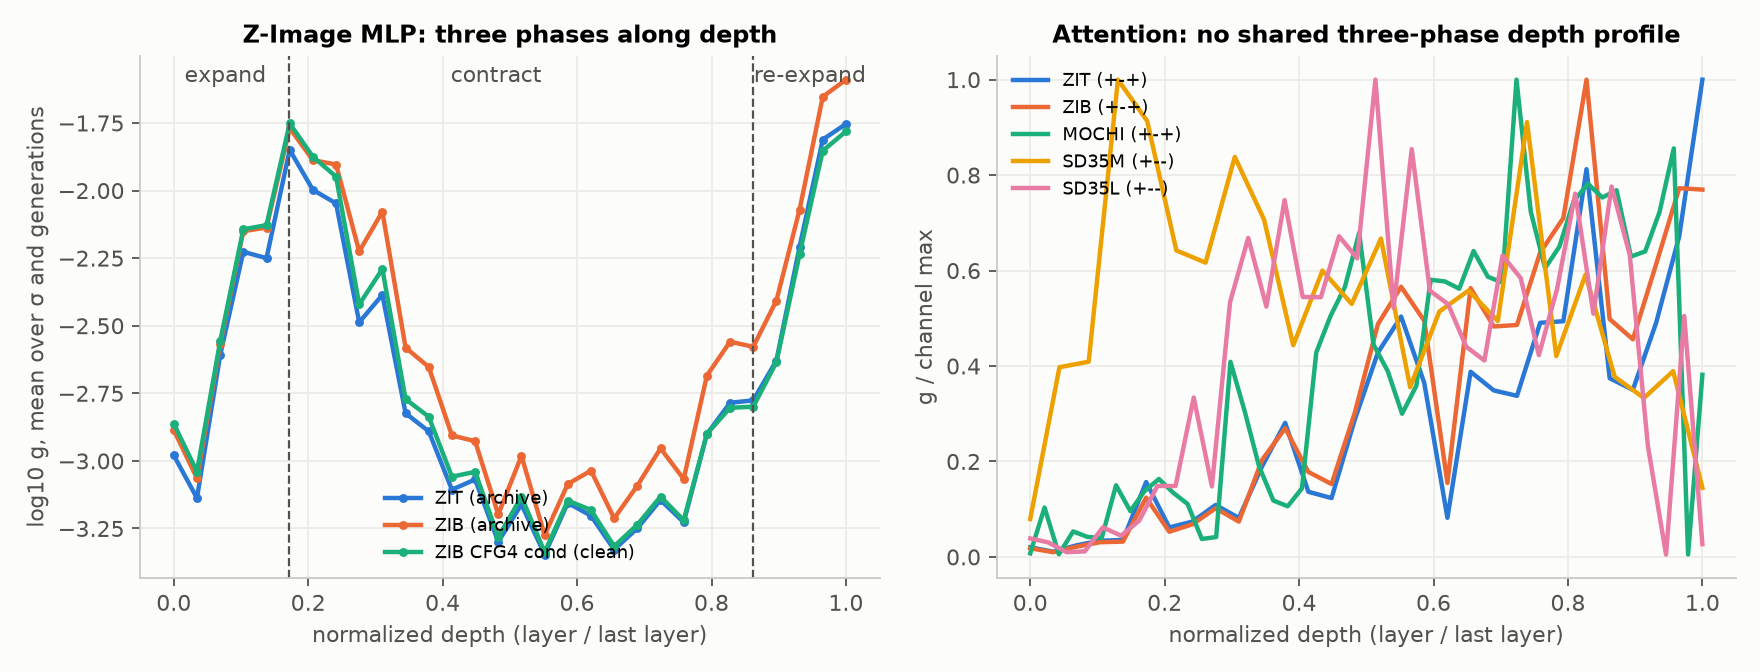 Z-Image MLP: three phases along depth
expand
contract
re-expand
log10 g, mean over σ and generations
−1.75
−2.00
−2.25
−2.50
−2.75
−3.00
−3.25
ZIT (archive)
ZIB (archive)
ZIB CFG4 cond (clean)
0.0
0.2
0.4
0.6
0.8
1.0
normalized depth (layer / last layer)
Attention: no shared three-phase depth profile
g / channel max
1.0
0.8
0.6
0.4
0.2
0.0
ZIT (+-+)
ZIB (+-+)
MOCHI (+-+)
SD35M (+--)
SD35L (+--)
0.0
0.2
0.4
0.6
0.8
1.0
normalized depth (layer / last layer)